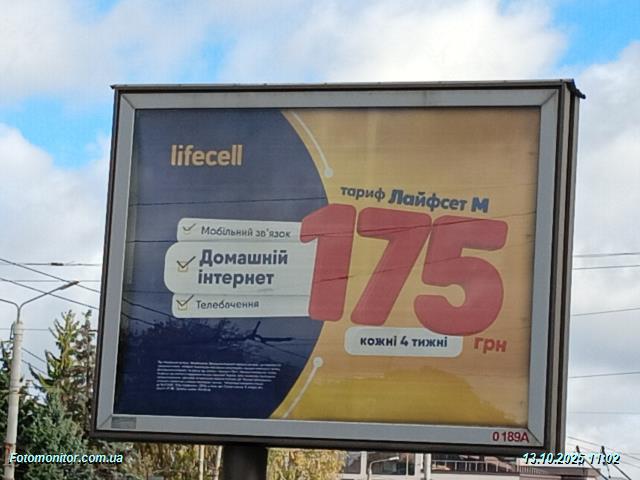 lifecell
тариф Лайфсет М
175
грн
кожні 4 тижні
Мобільний зв'язок
Домашній
інтернет
Телебачення
0189A
Fotomonitor.com.ua
13.10.2025 11:02